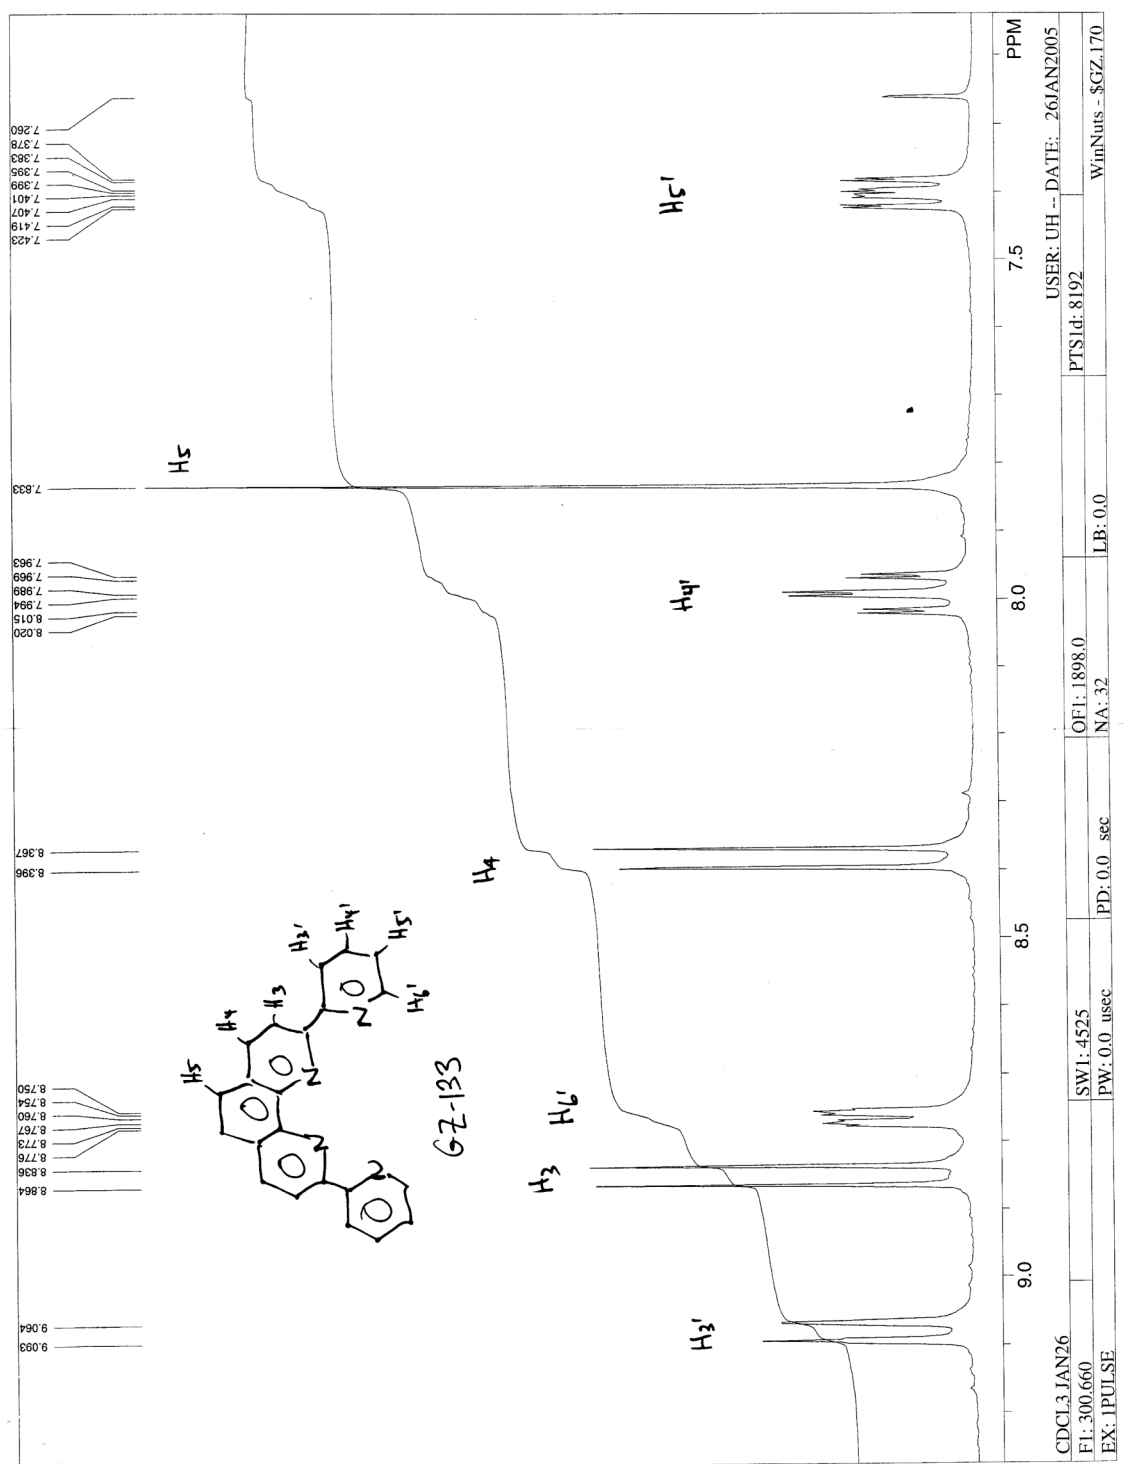 7.260
7.378
7.383
7.395
7.399
7.401
7.407
7.419
7.423
7.833
7.963
7.969
7.989
7.994
8.015
8.020
8.367
8.396
8.750
8.754
8.760
8.767
8.773
8.776
8.836
8.864
9.064
9.093
H5
H4
H3
H3'
H4'
H5'
H6'
N
N
N
N
GZ-133
H3'
H3
H6'
H4
H4'
H5
H5'
9.0
8.5
8.0
7.5
PPM
USER: UH -- DATE: 26JAN2005
CDCL3 JAN26
F1: 300.660
SW1: 4525
OF1: 1898.0
PTS1d: 8192
EX: 1PULSE
PW: 0.0 usec
PD: 0.0 sec
NA: 32
LB: 0.0
WinNuts - $GZ.170